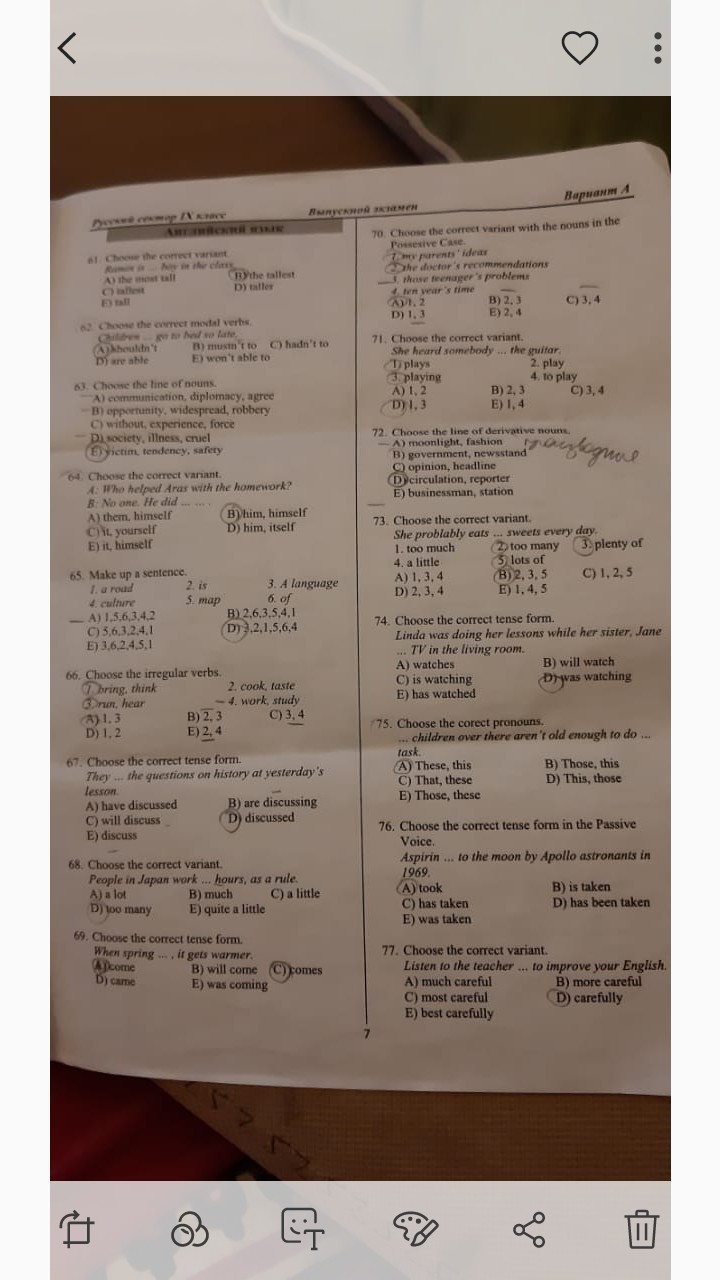 Русский сектор IX класс
Выпускной экзамен
Вариант А
Английский язык
61. Choose the correct variant.
Ramin is ... boy in the class.
A) the most tall B) the tallest
C) tallest D) taller
E) tall
62. Choose the correct modal verbs.
Children ... go to bed so late.
A) shouldn't B) mustn't to C) hadn't to
D) are able E) won't able to
63. Choose the line of nouns.
A) communication, diplomacy, agree
B) opportunity, widespread, robbery
C) without, experience, force
D) society, illness, cruel
E) victim, tendency, safety
64. Choose the correct variant.
A: Who helped Aras with the homework?
B: No one. He did ... ... .
A) them, himself B) him, himself
C) it, yourself D) him, itself
E) it, himself
65. Make up a sentence.
1. a road 2. is 3. A language
4. culture 5. map 6. of
A) 1,5,6,3,4,2 B) 2,6,3,5,4,1
C) 5,6,3,2,4,1 D) 3,2,1,5,6,4
E) 3,6,2,4,5,1
66. Choose the irregular verbs.
1. bring, think 2. cook, taste
3. run, hear 4. work, study
A) 1, 3 B) 2, 3 C) 3, 4
D) 1, 2 E) 2, 4
67. Choose the correct tense form.
They ... the questions on history at yesterday's
lesson.
A) have discussed B) are discussing
C) will discuss D) discussed
E) discuss
68. Choose the correct variant.
People in Japan work ... hours, as a rule.
A) a lot B) much C) a little
D) too many E) quite a little
69. Choose the correct tense form.
When spring ... , it gets warmer.
A) come B) will come C) comes
D) came E) was coming
70. Choose the correct variant with the nouns in the
Possesive Case.
1. my parents' ideas
2. the doctor's recommendations
3. those teenager's problems
4. ten year's time
A) 1, 2 B) 2, 3 C) 3, 4
D) 1, 3 E) 2, 4
71. Choose the correct variant.
She heard somebody ... the guitar.
1. plays 2. play
3. playing 4. to play
A) 1, 2 B) 2, 3 C) 3, 4
D) 1, 3 E) 1, 4
72. Choose the line of derivative nouns.
A) moonlight, fashion
B) government, newsstand
C) opinion, headline
D) circulation, reporter
E) businessman, station
73. Choose the correct variant.
She problably eats ... sweets every day.
1. too much 2. too many 3. plenty of
4. a little 5. lots of
A) 1, 3, 4 B) 2, 3, 5 C) 1, 2, 5
D) 2, 3, 4 E) 1, 4, 5
74. Choose the correct tense form.
Linda was doing her lessons while her sister, Jane
... TV in the living room.
A) watches B) will watch
C) is watching D) was watching
E) has watched
75. Choose the corect pronouns.
... children over there aren't old enough to do ...
task.
A) These, this B) Those, this
C) That, these D) This, those
E) Those, these
76. Choose the correct tense form in the Passive
Voice.
Aspirin ... to the moon by Apollo astronants in
1969.
A) took B) is taken
C) has taken D) has been taken
E) was taken
77. Choose the correct variant.
Listen to the teacher ... to improve your English.
A) much careful B) more careful
C) most careful D) carefully
E) best carefully
7